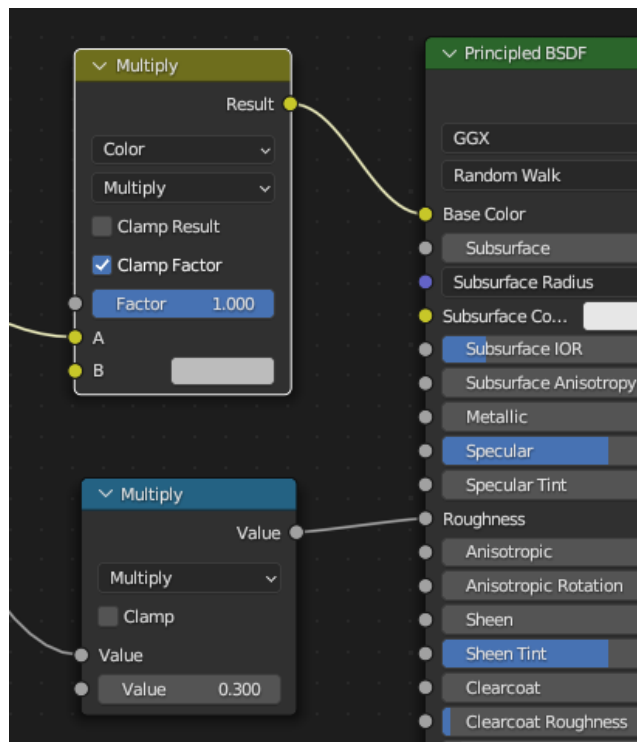 Multiply
Result
Color
Multiply
Clamp Result
Clamp Factor
Factor 1.000
A
B
Multiply
Value
Multiply
Clamp
Value
Value 0.300
Principled BSDF
GGX
Random Walk
Base Color
Subsurface
Subsurface Radius
Subsurface Co...
Subsurface IOR
Subsurface Anisotropy
Metallic
Specular
Specular Tint
Roughness
Anisotropic
Anisotropic Rotation
Sheen
Sheen Tint
Clearcoat
Clearcoat Roughness